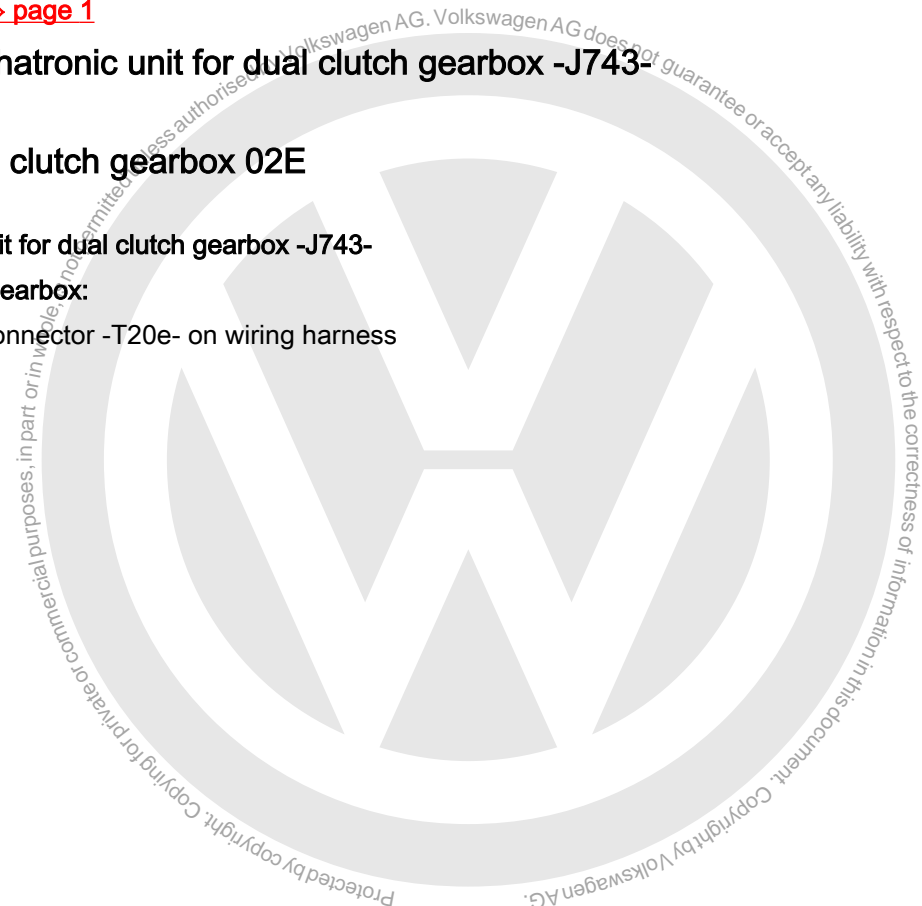 page 1
hatronic unit for dual clutch gearbox -J743-
clutch gearbox 02E
it for dual clutch gearbox -J743-
earbox:
onnector -T20e- on wiring harness
Protected by copyright. Copying for private or commercial purposes, in part or in whole, is not permitted unless authorised by Volkswagen AG. Volkswagen AG does not guarantee or accept any liability with respect to the correctness of information in this document. Copyright by Volkswagen AG.